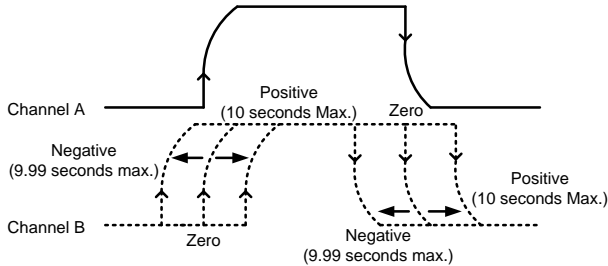 Positive
(10 seconds Max.)
Channel A
Zero
Negative
(9.99 seconds max.)
Positive
(10 seconds Max.)
Channel B
Zero
Negative
(9.99 seconds max.)